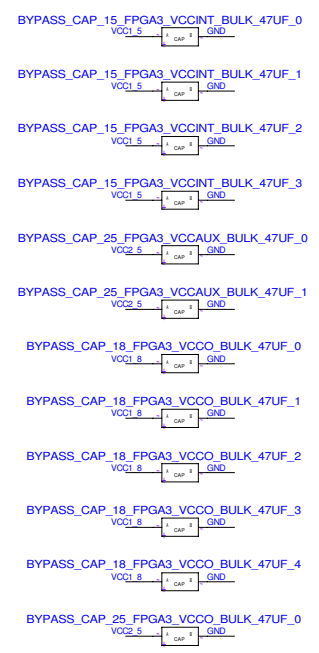 BYPASS_CAP_15_FPGA3_VCCINT_BULK_47UF_0
VCC1_5 A CAP B GND
BYPASS_CAP_15_FPGA3_VCCINT_BULK_47UF_1
VCC1_5 A CAP B GND
BYPASS_CAP_15_FPGA3_VCCINT_BULK_47UF_2
VCC1_5 A CAP B GND
BYPASS_CAP_15_FPGA3_VCCINT_BULK_47UF_3
VCC1_5 A CAP B GND
BYPASS_CAP_25_FPGA3_VCCAUX_BULK_47UF_0
VCC2_5 A CAP B GND
BYPASS_CAP_25_FPGA3_VCCAUX_BULK_47UF_1
VCC2_5 A CAP B GND
BYPASS_CAP_18_FPGA3_VCCO_BULK_47UF_0
VCC1_8 A CAP B GND
BYPASS_CAP_18_FPGA3_VCCO_BULK_47UF_1
VCC1_8 A CAP B GND
BYPASS_CAP_18_FPGA3_VCCO_BULK_47UF_2
VCC1_8 A CAP B GND
BYPASS_CAP_18_FPGA3_VCCO_BULK_47UF_3
VCC1_8 A CAP B GND
BYPASS_CAP_18_FPGA3_VCCO_BULK_47UF_4
VCC1_8 A CAP B GND
BYPASS_CAP_25_FPGA3_VCCO_BULK_47UF_0
VCC2_5 A CAP B GND